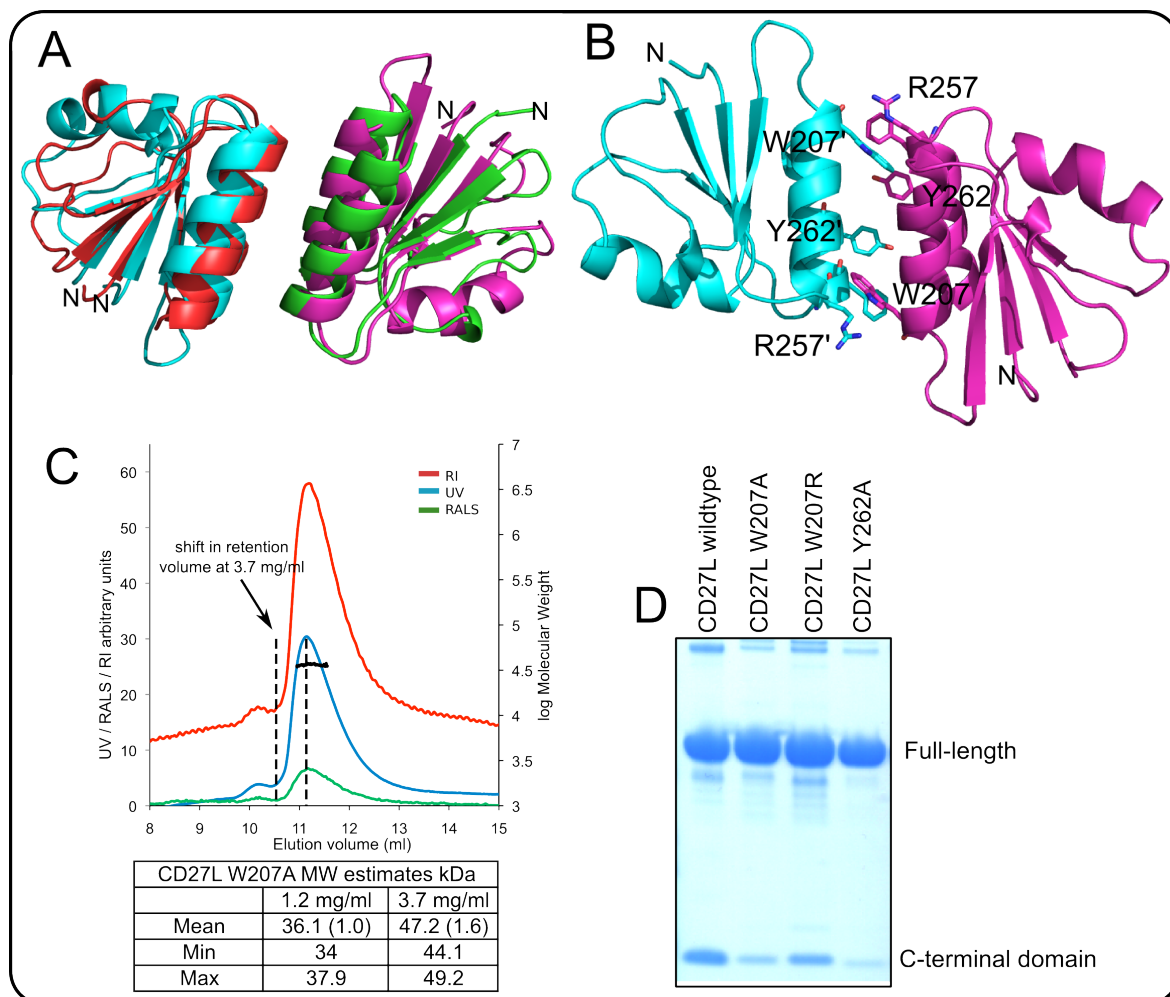 A
N
N
N
N
B
N
R257
W207'
Y262
Y262'
W207
R257'
N
C
RI
UV
RALS
shift in retention
volume at 3.7 mg/ml
UV / RALS / RI arbitrary units
60
50
40
30
20
10
0
7
6.5
6
5.5
5
4.5
4
3.5
3
log Molecular Weight
8 9 10 11 12 13 14 15
Elution volume (ml)
CD27L W207A MW estimates kDa
1.2 mg/ml 3.7 mg/ml
Mean 36.1 (1.0) 47.2 (1.6)
Min 34 44.1
Max 37.9 49.2
D
CD27L wildtype
CD27L W207A
CD27L W207R
CD27L Y262A
Full-length
C-terminal domain